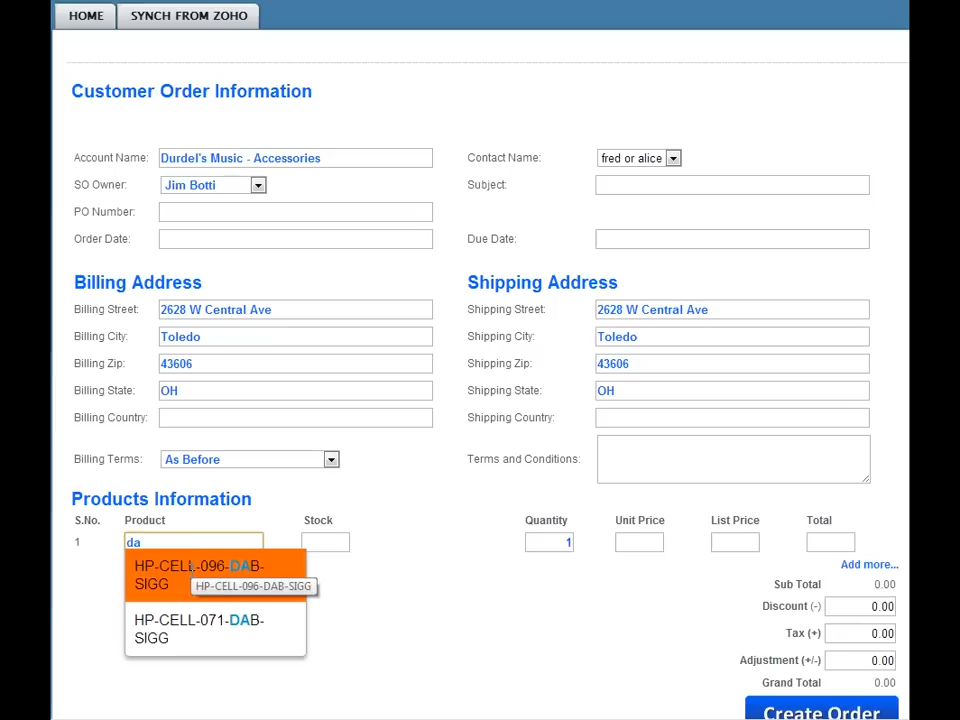 HOME SYNCH FROM ZOHO
Customer Order Information
Account Name: Durdel's Music - Accessories Contact Name: fred or alice
SO Owner: Jim Botti Subject:
PO Number:
Order Date: Due Date:
Billing Address Shipping Address
Billing Street: 2628 W Central Ave Shipping Street: 2628 W Central Ave
Billing City: Toledo Shipping City: Toledo
Billing Zip: 43606 Shipping Zip: 43606
Billing State: OH Shipping State: OH
Billing Country: Shipping Country:
Billing Terms: As Before Terms and Conditions:
Products Information
S.No. Product Stock Quantity Unit Price List Price Total
1 da 1
Add more...
HP-CELL-096-DAB-
SIGG
HP-CELL-096-DAB-SIGG
HP-CELL-071-DAB-
SIGG
Sub Total 0.00
Discount (-) 0.00
Tax (+) 0.00
Adjustment (+/-) 0.00
Grand Total 0.00
Create Order